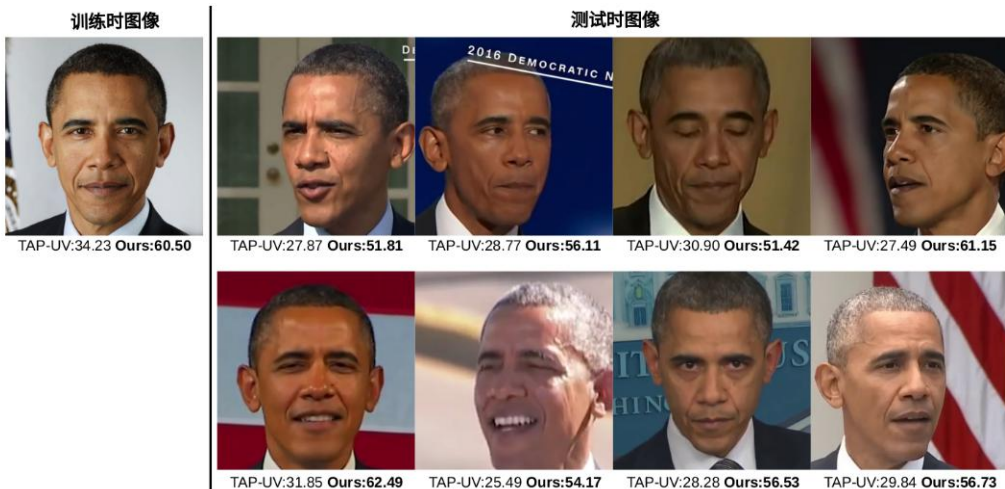 训练时图像
测试时图像
2016 DEMOCRATIC N
TAP-UV:34.23 Ours:60.50
TAP-UV:27.87 Ours:51.81
TAP-UV:28.77 Ours:56.11
TAP-UV:30.90 Ours:51.42
TAP-UV:27.49 Ours:61.15
TAP-UV:31.85 Ours:62.49
TAP-UV:25.49 Ours:54.17
TAP-UV:28.28 Ours:56.53
TAP-UV:29.84 Ours:56.73